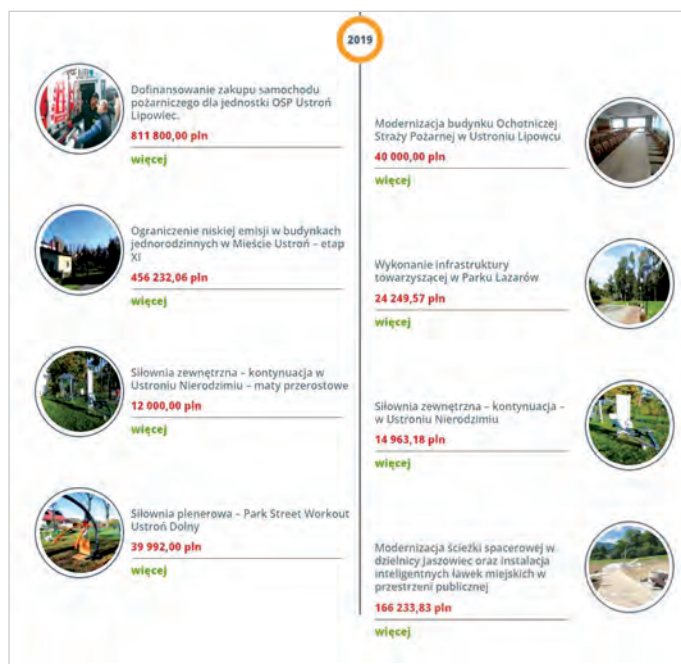 2019
Dofinansowanie zakupu samochodu
pożarniczego dla jednostki OSP Ustroń
Lipowiec.
811 800,00 pln
więcej
Modernizacja budynku Ochotniczej
Straży Pożarnej w Ustroniu Lipowcu
40 000,00 pln
więcej
Ograniczenie niskiej emisji w budynkach
jednorodzinnych w Mieście Ustroń – etap
XI
456 232,06 pln
więcej
Wykonanie infrastruktury
towarzyszącej w Parku Lazarów
24 249,57 pln
więcej
Siłownia zewnętrzna – kontynuacja w
Ustroniu Nierodzimiu – maty przerostowe
12 000,00 pln
więcej
Siłownia zewnętrzna – kontynuacja –
w Ustroniu Nierodzimiu
14 963,18 pln
więcej
Siłownia plenerowa – Park Street Workout
Ustroń Dolny
39 992,00 pln
więcej
Modernizacja ścieżki spacerowej w
dzielnicy Jaszowiec oraz instalacja
inteligentnych ławek miejskich w
przestrzeni publicznej
166 233,83 pln
więcej